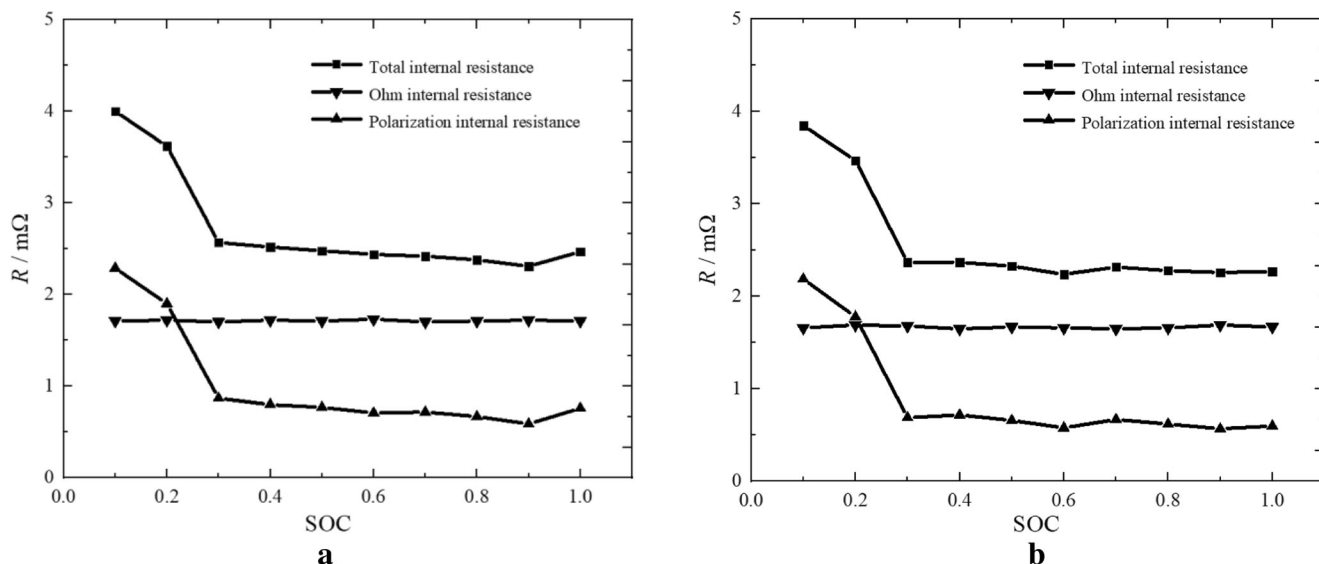 5
4
3
2
1
0
R / mΩ
Total internal resistance
Ohm internal resistance
Polarization internal resistance
0.0 0.2 0.4 0.6 0.8 1.0
SOC
a
5
4
3
2
1
0
R / mΩ
Total internal resistance
Ohm internal resistance
Polarization internal resistance
0.0 0.2 0.4 0.6 0.8 1.0
SOC
b